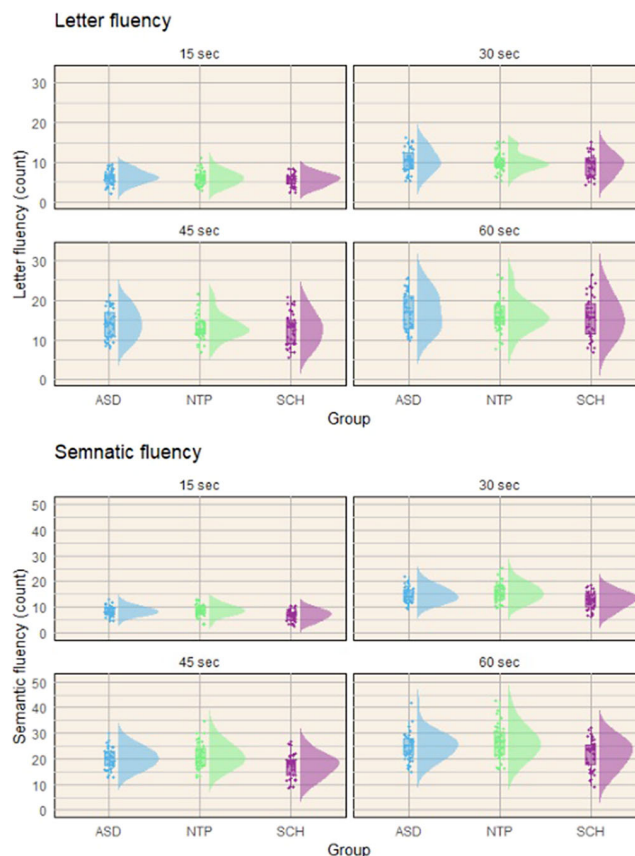 Letter fluency
15 sec
30 sec
30
20
10
0
45 sec
60 sec
30
20
10
0
Letter fluency (count)
ASD
NTP
SCH
ASD
NTP
SCH
Group
Semnatic fluency
15 sec
30 sec
50
40
30
20
10
0
45 sec
60 sec
50
40
30
20
10
0
Semantic fluency (count)
ASD
NTP
SCH
ASD
NTP
SCH
Group